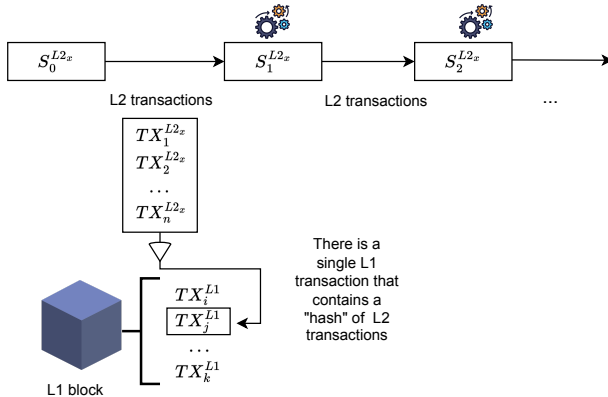 $S_0^{L2_x}$ $S_1^{L2_x}$ $S_2^{L2_x}$
L2 transactions L2 transactions ...
$TX_1^{L2_x}$
$TX_2^{L2_x}$
...
$TX_n^{L2_x}$
There is a
single L1
transaction that
contains a
"hash" of L2
transactions
$TX_i^{L1}$
$TX_j^{L1}$
...
$TX_k^{L1}$
L1 block